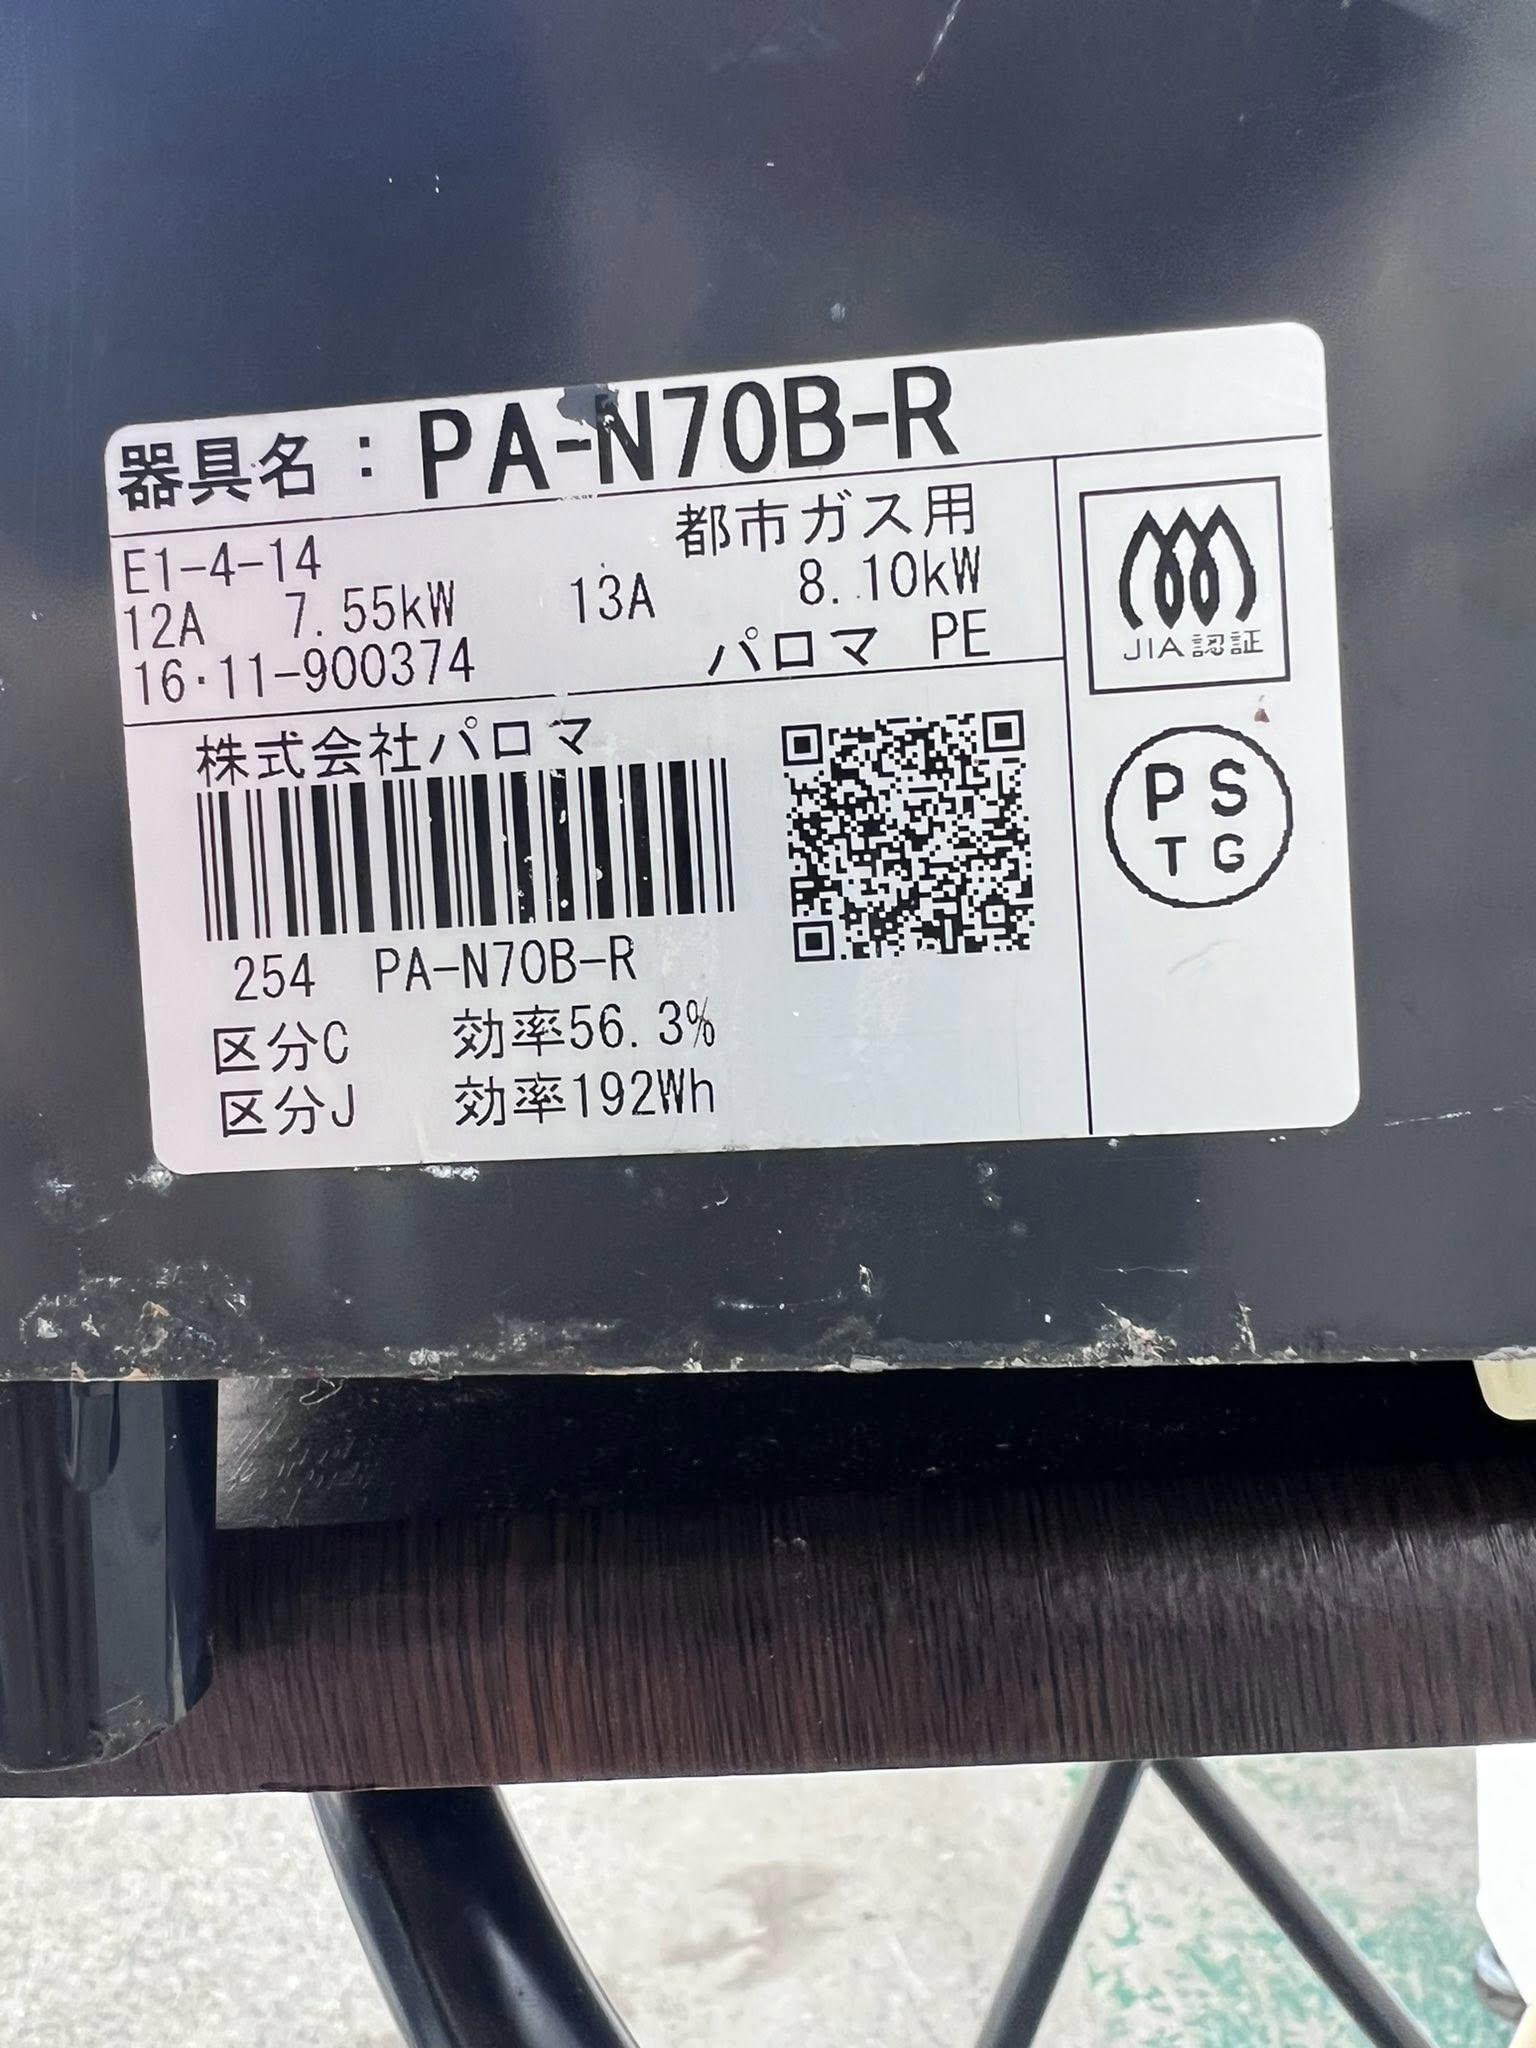 器具名：PA-N70B-R
E1-4-14 都市ガス用
12A 7.55kW 13A 8.10kW
16・11-900374 パロマ PE
JIA認証
株式会社パロマ
PS
TG
254 PA-N70B-R
区分C 効率56.3%
区分J 効率192Wh